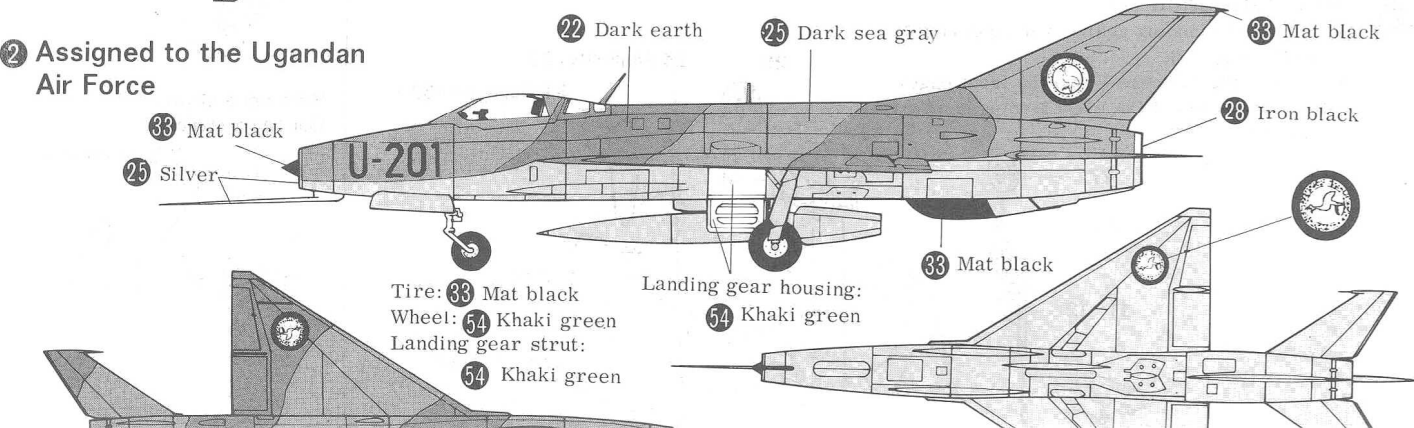 22 Dark earth
25 Dark sea gray
33 Mat black
2 Assigned to the Ugandan
Air Force
33 Mat black
28 Iron black
U-201
25 Silver
33 Mat black
Tire: 33 Mat black
Wheel: 54 Khaki green
Landing gear strut:
54 Khaki green
Landing gear housing:
54 Khaki green